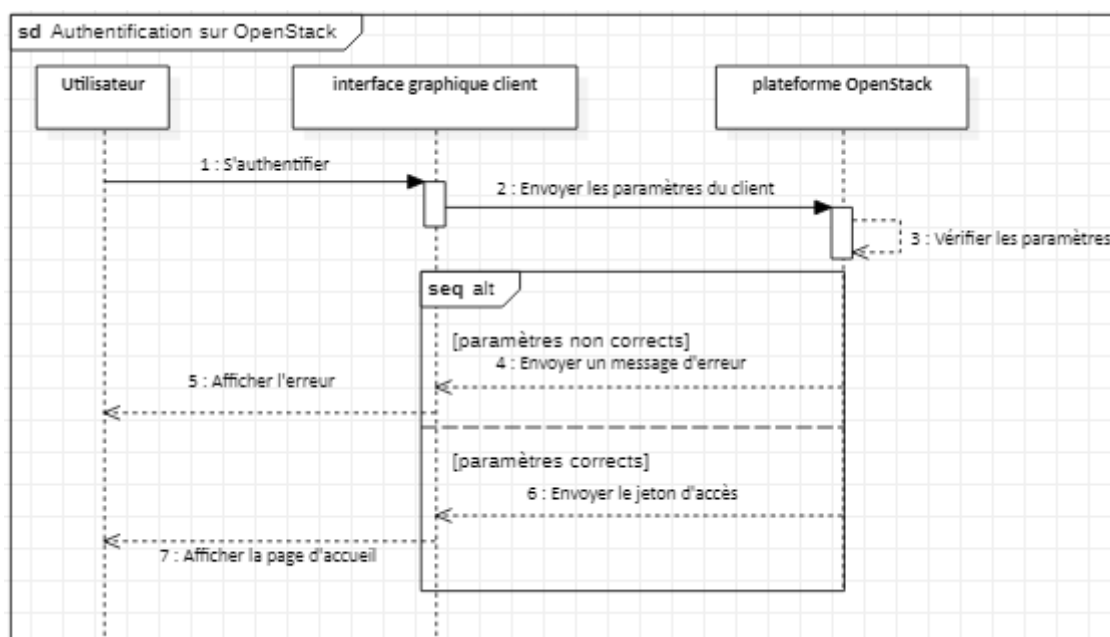 sd Authentification sur OpenStack
Utilisateur
interface graphique client
plateforme OpenStack
1 : S'authentifier
2 : Envoyer les paramètres du client
3 : Vérifier les paramètres
seq alt
[paramètres non corrects]
4 : Envoyer un message d'erreur
5 : Afficher l'erreur
[paramètres corrects]
6 : Envoyer le jeton d'accès
7 : Afficher la page d'accueil